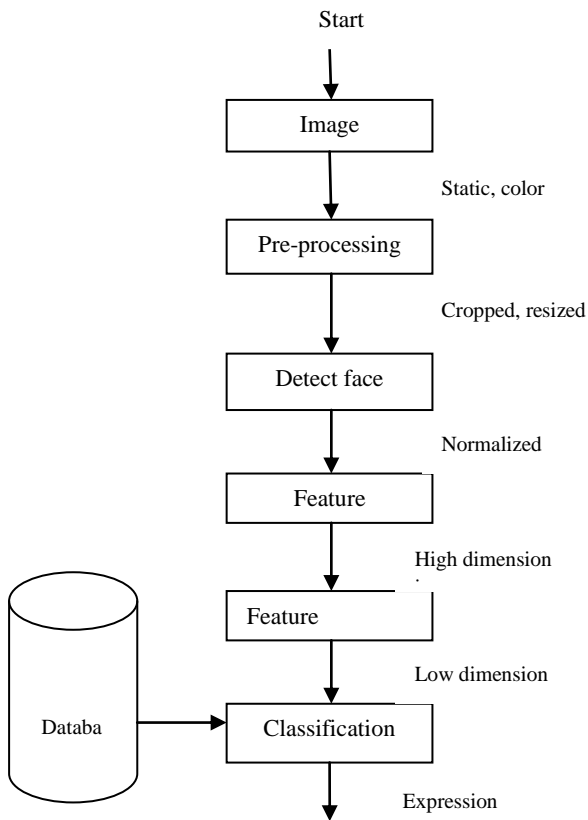 Start
Image
Static, color
Pre-processing
Cropped, resized
Detect face
Normalized
Feature
High dimension
Feature
Low dimension
Databa
Classification
Expression